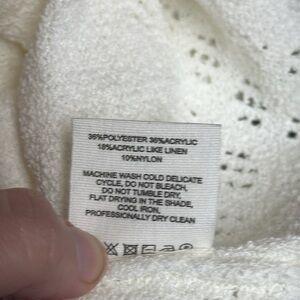 36%POLYESTER 36%ACRYLIC
18%ACRYLIC LIKE LINEN
10%NYLON
MACHINE WASH COLD DELICATE
CYCLE, DO NOT BLEACH,
DO NOT TUMBLE DRY,
FLAT DRYING IN THE SHADE,
COOL IRON,
PROFESSIONALLY DRY CLEAN